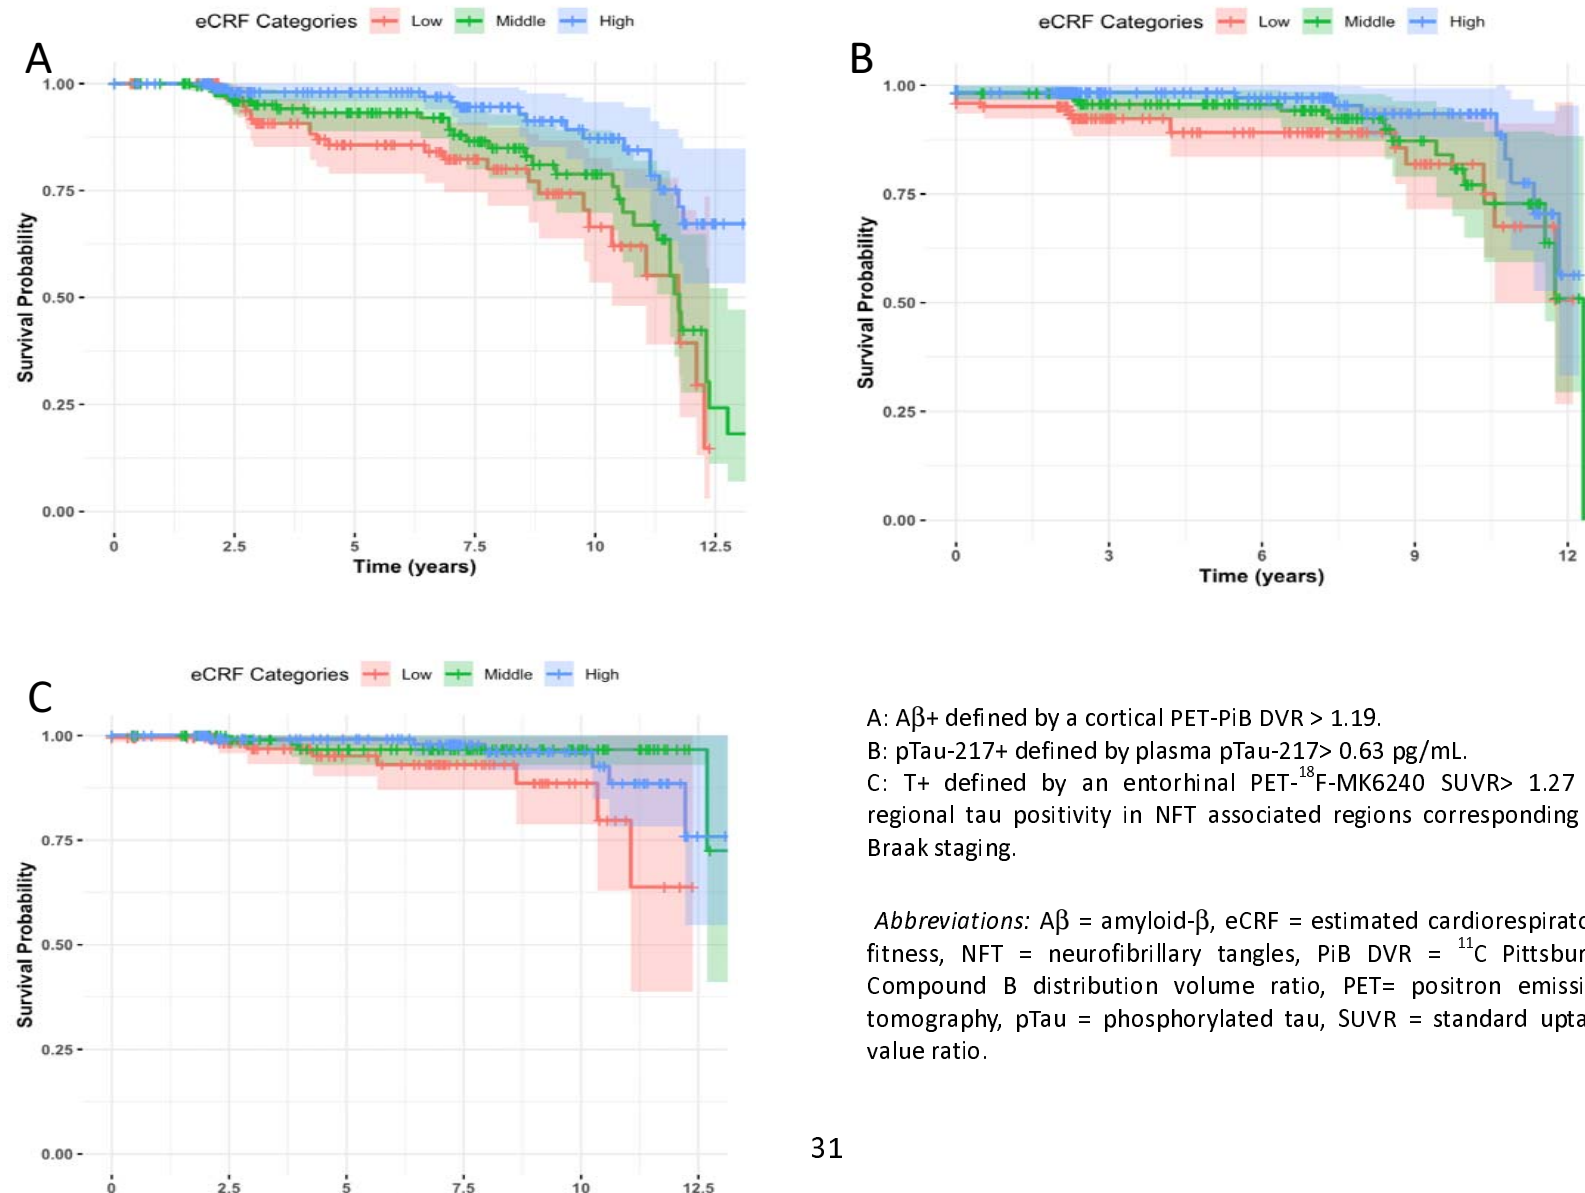 eCRF Categories Low Middle High
A
1.00
0.75
0.50
0.25
0.00
Survival Probability
0 2.5 5 7.5 10 12.5
Time (years)
eCRF Categories Low Middle High
B
1.00
0.75
0.50
0.25
0.00
Survival Probability
0 3 6 9 12
Time (years)
eCRF Categories Low Middle High
C
1.00
0.75
0.50
0.25
0.00
Survival Probability
0 2.5 5 7.5 10 12.5
A: Aβ+ defined by a cortical PET-PiB DVR > 1.19.
B: pTau-217+ defined by plasma pTau-217> 0.63 pg/mL.
C: T+ defined by an entorhinal PET-¹⁸F-MK6240 SUVR> 1.27
regional tau positivity in NFT associated regions corresponding
Braak staging.
Abbreviations: Aβ = amyloid-β, eCRF = estimated
fitness, NFT = neurofibrillary tangles, PiB DVR = ¹¹C
Compound B distribution volume ratio, PET= positron
tomography, pTau = phosphorylated tau, SUVR = standard
value ratio.
31